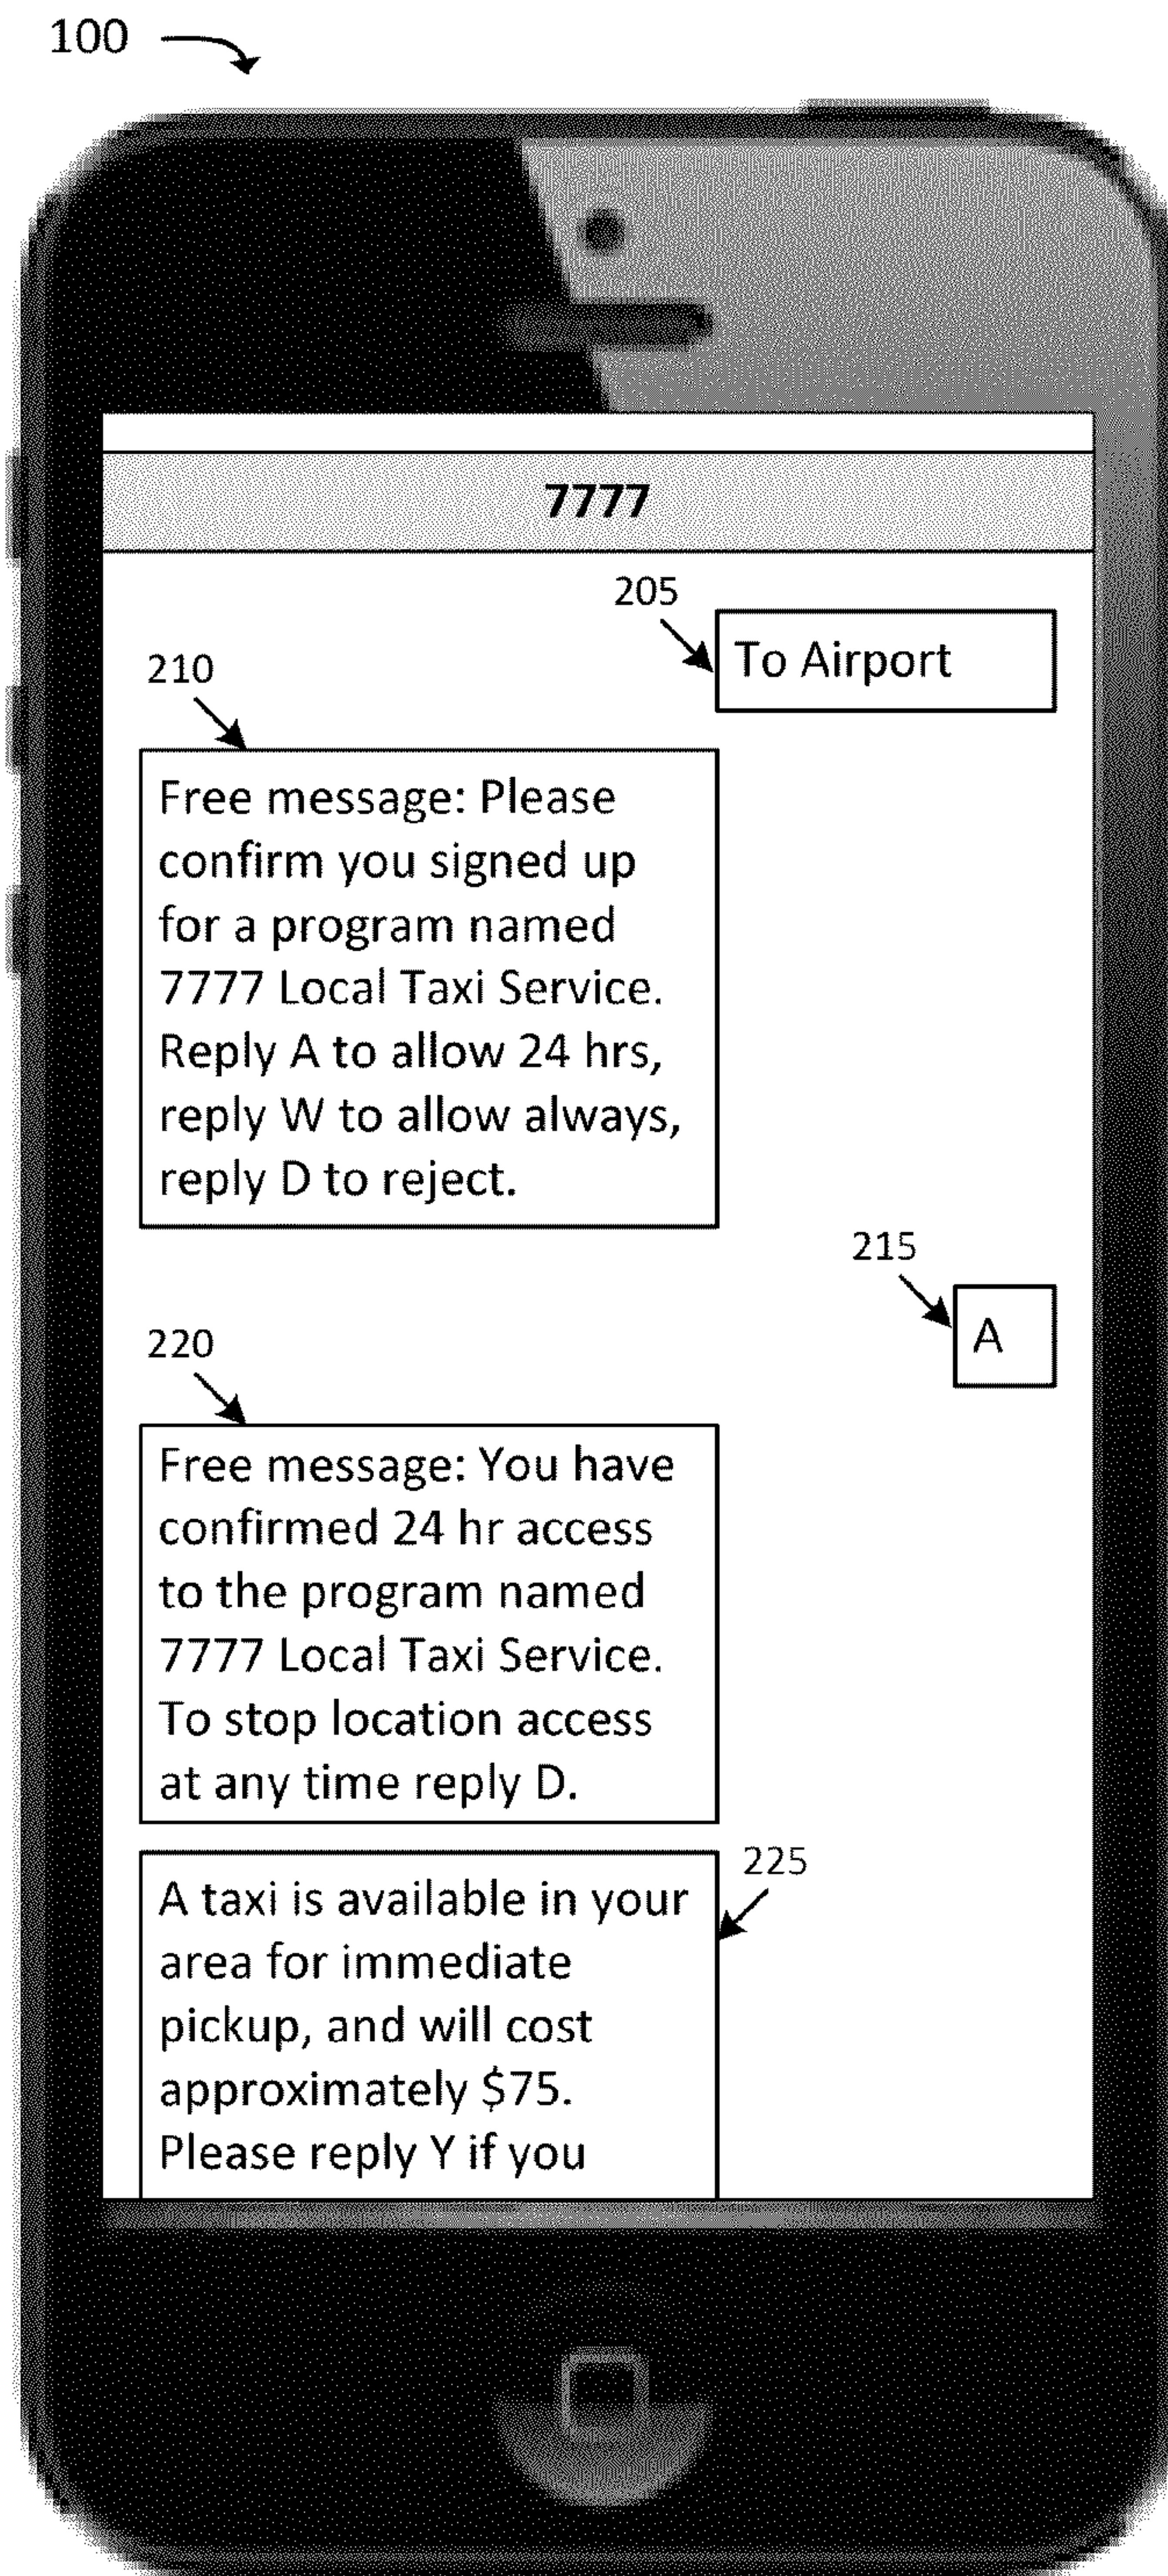 100
7777
205
To Airport
210
Free message: Please
confirm you signed up
for a program named
7777 Local Taxi Service.
Reply A to allow 24 hrs,
reply W to allow always,
reply D to reject.
215
A
220
Free message: You have
confirmed 24 hr access
to the program named
7777 Local Taxi Service.
To stop location access
at any time reply D.
225
A taxi is available in your
area for immediate
pickup, and will cost
approximately $75.
Please reply Y if you